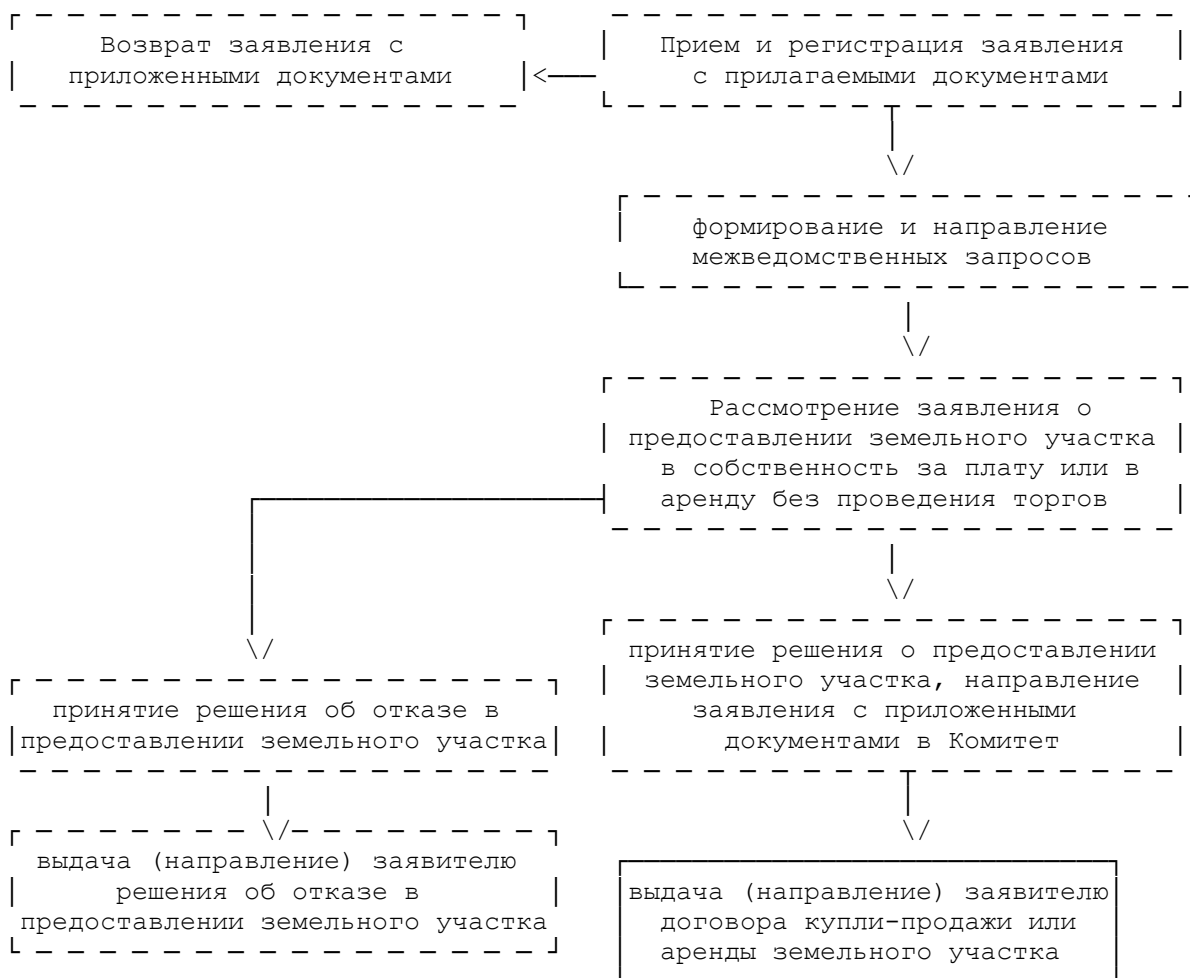 Возврат заявления с
приложенными документами
Прием и регистрация заявления
с прилагаемыми документами
формирование и направление
межведомственных запросов
Рассмотрение заявления о
предоставлении земельного участка
в собственность за плату или в
аренду без проведения торгов
принятие решения о предоставлении
земельного участка, направление
заявления с приложенными
документами в Комитет
принятие решения об отказе в
предоставлении земельного участка
выдача (направление) заявителю
решения об отказе в
предоставлении земельного участка
выдача (направление) заявителю
договора купли-продажи или
аренды земельного участка